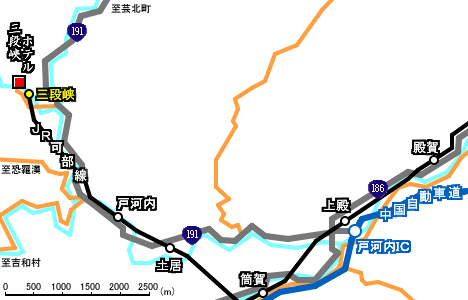 至芸北町
191
三段峡
ホテル
三段峡
JR可部線
至恐羅漢
殿賀
186
戸河内
上殿
中国自動車道
191
戸河内IC
土居
至吉和村
筒賀
0 500 1000 1500 2000 2500 (m)